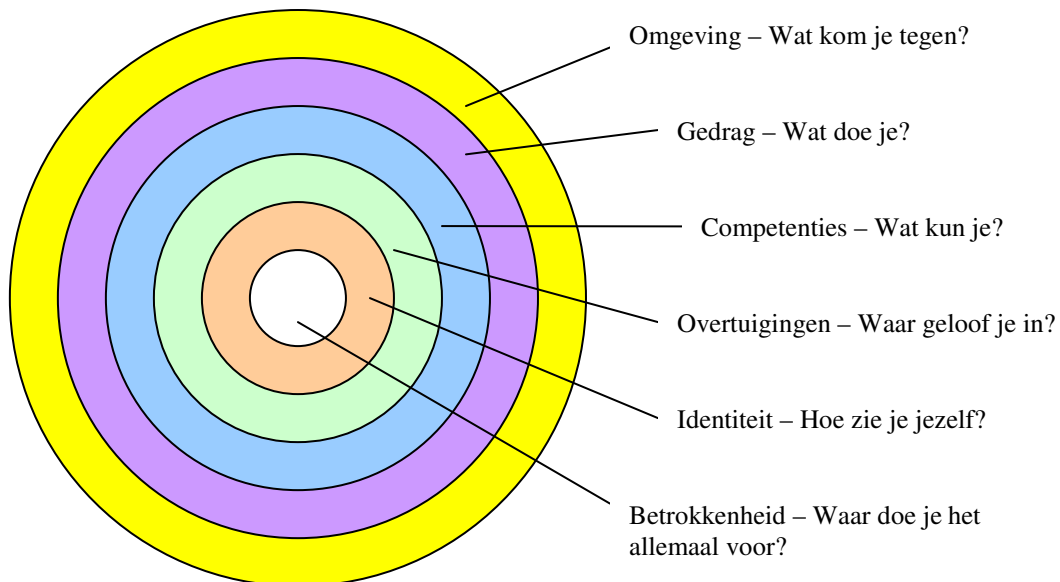 Omgeving – Wat kom je tegen?
Gedrag – Wat doe je?
Competenties – Wat kun je?
Overtuigingen – Waar geloof je in?
Identiteit – Hoe zie je jezelf?
Betrokkenheid – Waar doe je het
allemaal voor?